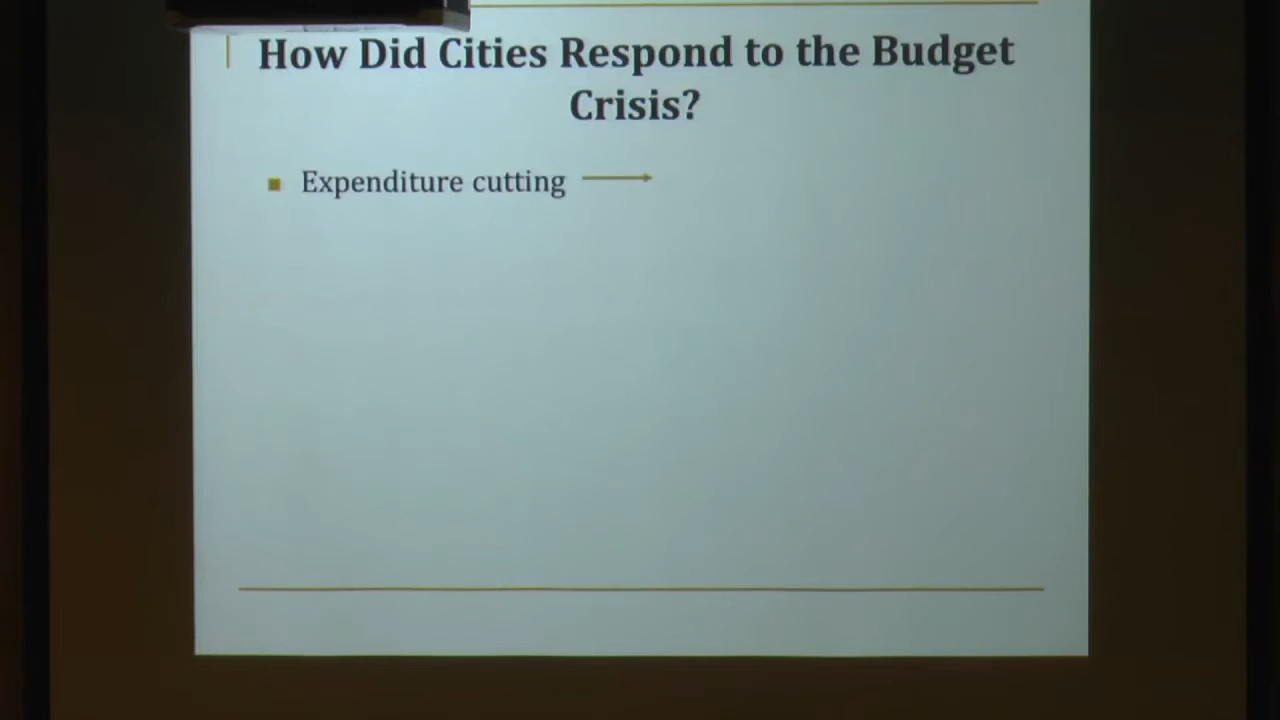 How Did Cities Respond to the Budget
Crisis?
Expenditure cutting